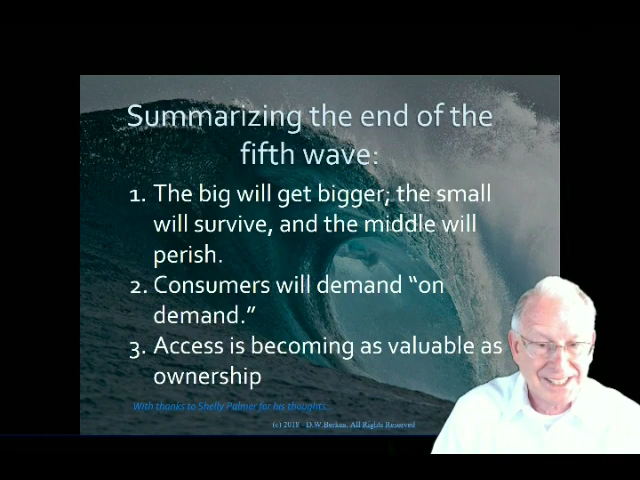 Summarizing the end of the
fifth wave:
1. The big will get bigger; the small
will survive, and the middle will
perish.
2. Consumers will demand “on
demand.”
3. Access is becoming as valuable as
ownership
With thanks to Shelly Palmer for his thoughts.
(c) 2018 - D.W.Berkus. All Rights Reserved